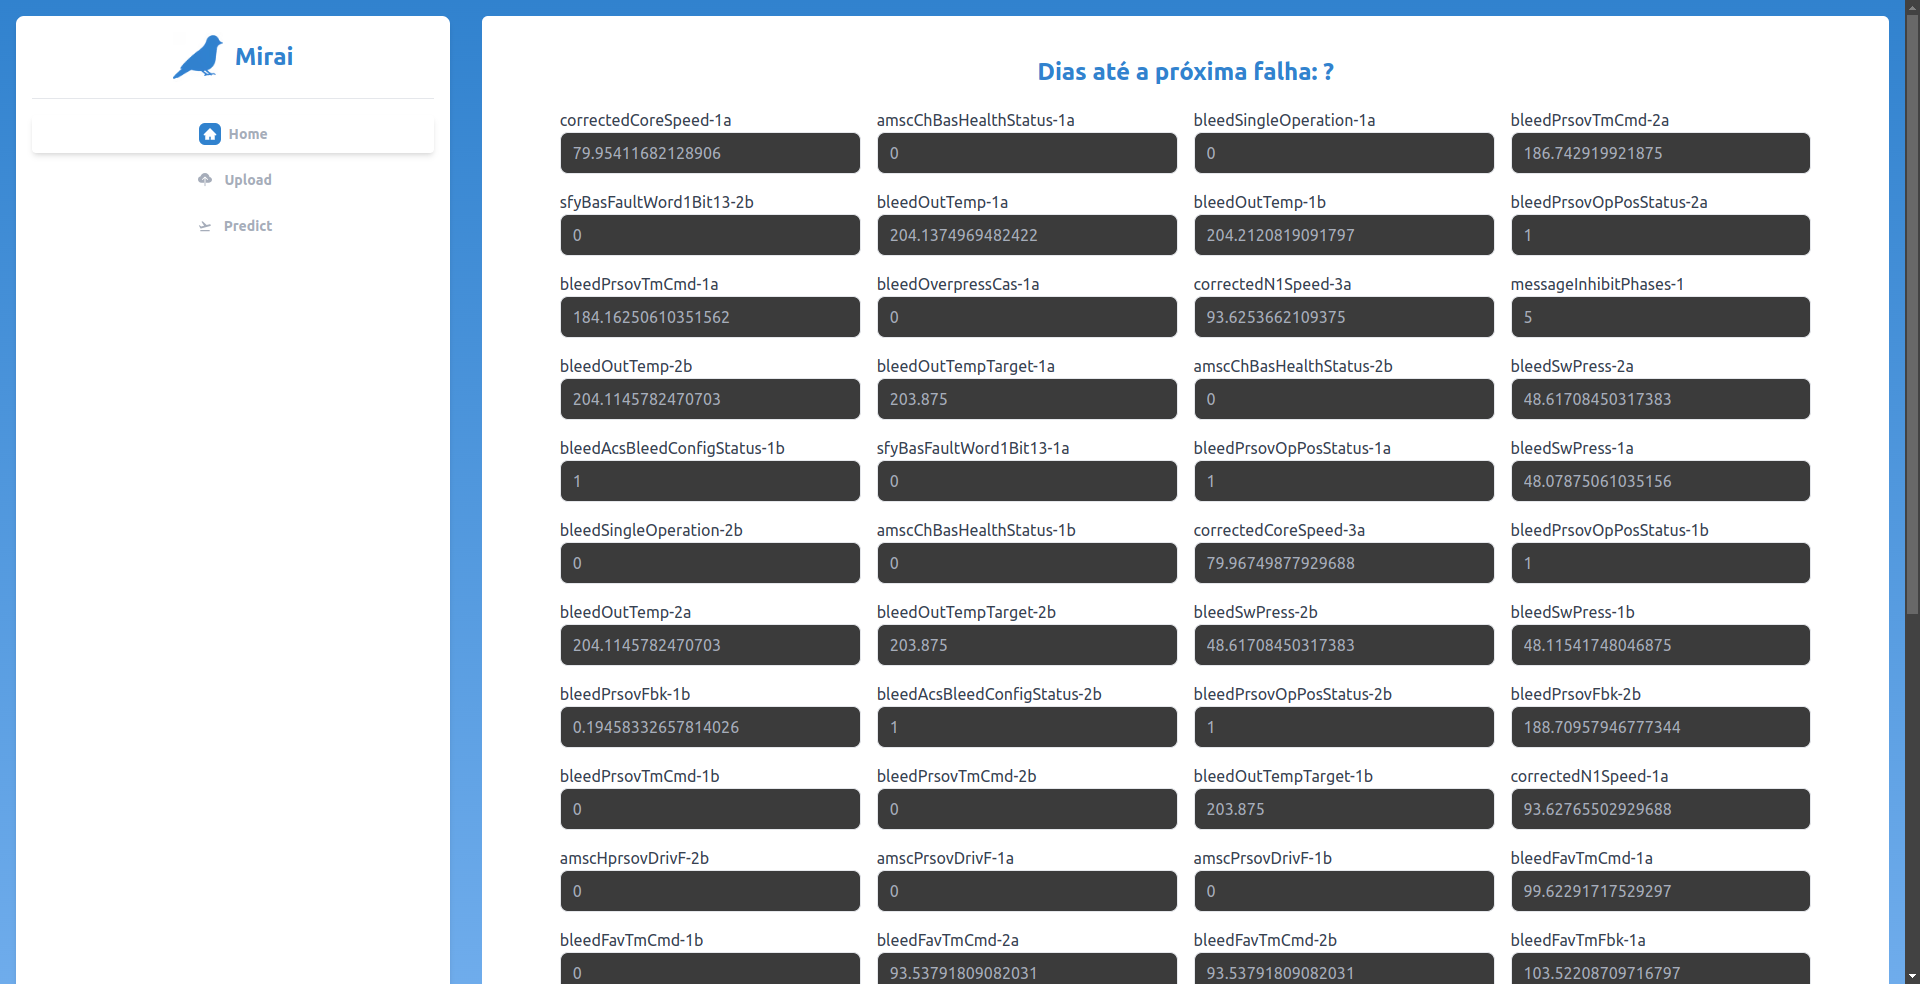 Mirai
Home
Upload
Predict
Dias até a próxima falha: ?
correctedCoreSpeed-1a amscChBasHealthStatus-1a bleedSingleOperation-1a bleedPrsovTmCmd-2a
79.95411682128906 0 0 186.742919921875
sfyBasFaultWord1Bit13-2b bleedOutTemp-1a bleedOutTemp-1b bleedPrsovOpPosStatus-2a
0 204.1374969482422 204.2120819091797 1
bleedPrsovTmCmd-1a bleedOverpressCas-1a correctedN1Speed-3a messageInhibitPhases-1
184.16250610351562 0 93.6253662109375 5
bleedOutTemp-2b bleedOutTempTarget-1a amscChBasHealthStatus-2b bleedSwPress-2a
204.1145782470703 203.875 0 48.61708450317383
bleedAcsBleedConfigStatus-1b sfyBasFaultWord1Bit13-1a bleedPrsovOpPosStatus-1a bleedSwPress-1a
1 0 1 48.07875061035156
bleedSingleOperation-2b amscChBasHealthStatus-1b correctedCoreSpeed-3a bleedPrsovOpPosStatus-1b
0 0 79.96749877929688 1
bleedOutTemp-2a bleedOutTempTarget-2b bleedSwPress-2b bleedSwPress-1b
204.1145782470703 203.875 48.61708450317383 48.11541748046875
bleedPrsovFbk-1b bleedAcsBleedConfigStatus-2b bleedPrsovOpPosStatus-2b bleedPrsovFbk-2b
0.19458332657814026 1 1 188.70957946777344
bleedPrsovTmCmd-1b bleedPrsovTmCmd-2b bleedOutTempTarget-1b correctedN1Speed-1a
0 0 203.875 93.62765502929688
amscHprsovDrivF-2b amscPrsovDrivF-1a amscPrsovDrivF-1b bleedFavTmCmd-1a
0 0 0 99.62291717529297
bleedFavTmCmd-1b bleedFavTmCmd-2a bleedFavTmCmd-2b bleedFavTmFbk-1a
0 93.53791809082031 93.53791809082031 103.52208709716797